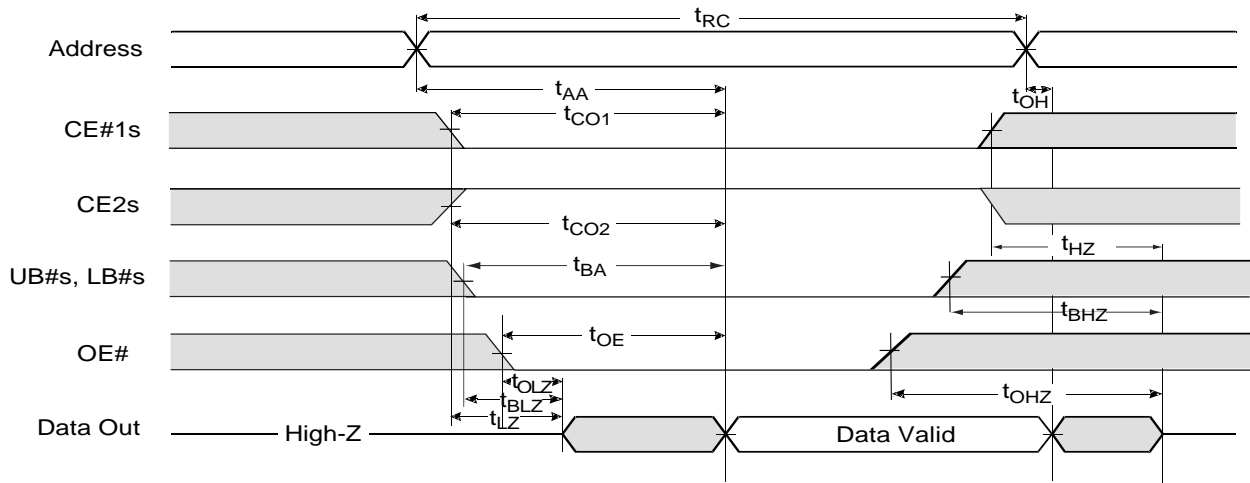 tRC
Address
tAA
tOH
tCO1
CE#1s
CE2s
tCO2
tHZ
UB#s, LB#s
tBA
tBHZ
OE#
tOE
tOLZ
tBLZ
tOHZ
tLZ
Data Out
High-Z
Data Valid